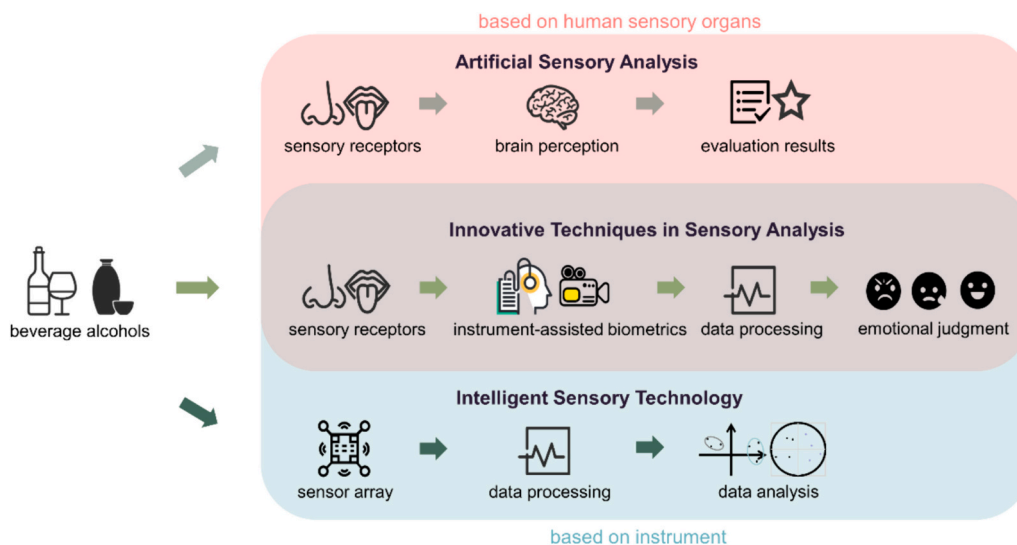 based on human sensory organs
Artificial Sensory Analysis
sensory receptors
brain perception
evaluation results
Innovative Techniques in Sensory Analysis
beverage alcohols
sensory receptors
instrument-assisted biometrics
data processing
emotional judgment
Intelligent Sensory Technology
sensor array
data processing
data analysis
based on instrument